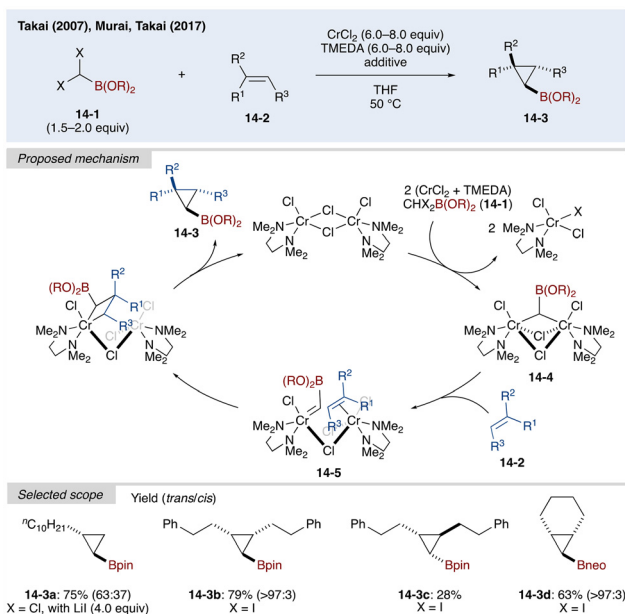 Takai (2007), Murai, Takai (2017)
X
X
B(OR)₂
14-1
(1.5–2.0 equiv)
+
R²
R¹
R³
14-2
CrCl₂ (6.0–8.0 equiv)
TMEDA (6.0–8.0 equiv)
additive
THF
50 °C
R²
R¹
R³
B(OR)₂
14-3
Proposed mechanism
R²
R¹
R³
B(OR)₂
14-3
Cl
Cl
Cl
Cr
Cr
Cl
Me₂N
NMe₂
N
Me₂
N
Me₂
2 (CrCl₂ + TMEDA)
CHX₂B(OR)₂ (14-1)
2
Cl
X
Cr
Cl
Me₂N
N
Me₂
B(OR)₂
Cl
Cl
Me₂N
Cr
Cl
Cr
NMe₂
N
Me₂
Cl
N
Me₂
14-4
R²
R¹
R³
14-2
(RO)₂B
R²
Cl
R¹
Cl
R³
Cl
Me₂N
Cr
Cr
NMe₂
N
Me₂
Cl
N
Me₂
14-5
(RO)₂B
R²
R¹
Cl
Cl
R³
Cl
Me₂N
Cr
Cr
NMe₂
N
Me₂
Cl
N
Me₂
Selected scope
Yield (trans/cis)
ⁿC₁₀H₂₁
Bpin
14-3a: 75% (63:37)
X = Cl, with LiI (4.0 equiv)
Ph
Ph
Bpin
14-3b: 79% (>97:3)
X = I
Ph
Ph
Bpin
14-3c: 28%
X = I
Bneo
14-3d: 63% (>97:3)
X = I